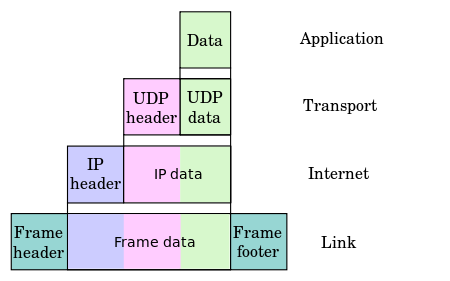 Data
Application
UDP
header
UDP
data
Transport
IP
header
IP data
Internet
Frame
header
Frame data
Frame
footer
Link